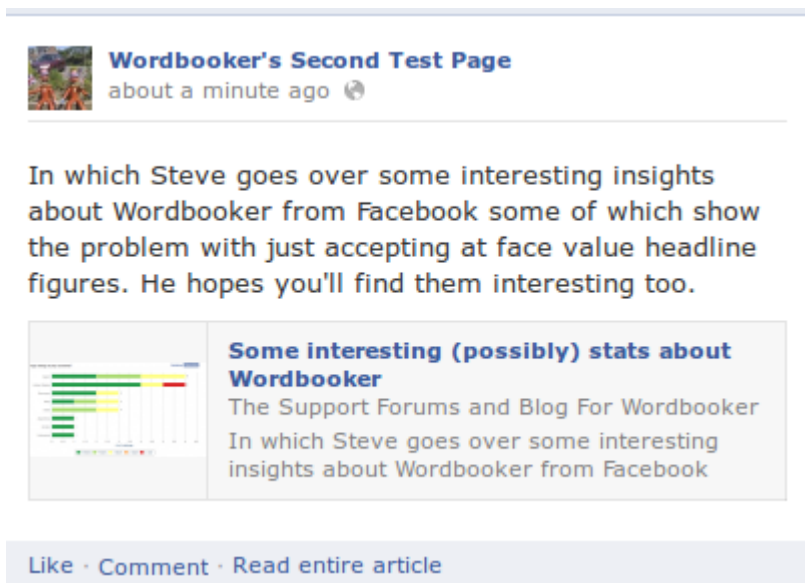 Wordbooker's Second Test Page
about a minute ago
In which Steve goes over some interesting insights
about Wordbooker from Facebook some of which show
the problem with just accepting at face value headline
figures. He hopes you'll find them interesting too.
Some interesting (possibly) stats about
Wordbooker
The Support Forums and Blog For Wordbooker
In which Steve goes over some interesting
insights about Wordbooker from Facebook
Like · Comment · Read entire article